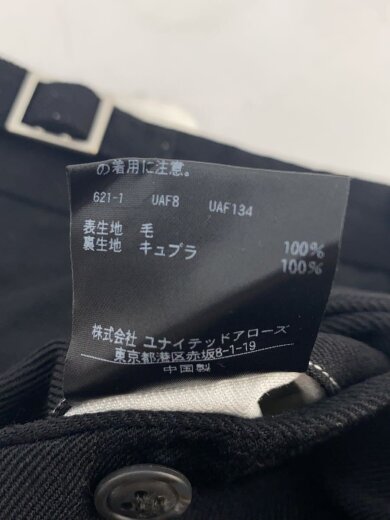 の着用に注意。
621-1 UAF8 UAF134
表生地 毛 100%
裏生地 キュプラ 100%
株式会社 ユナイテッドアローズ
東京都港区赤坂8-1-19
中国製